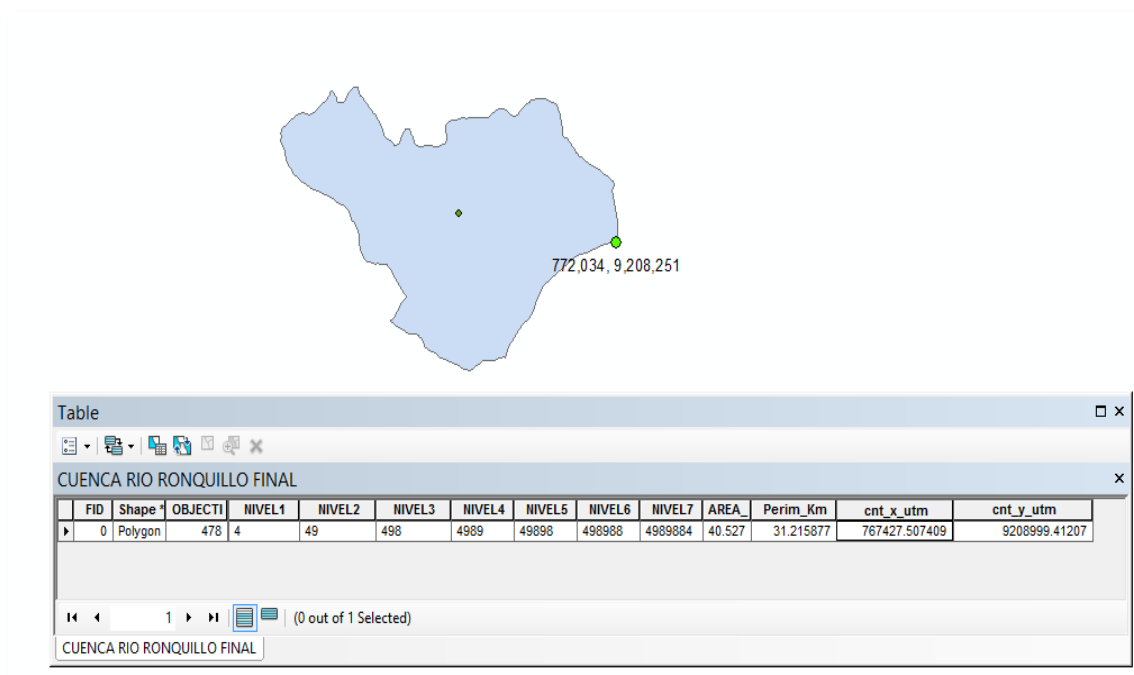 772,034, 9,208,251
Table
CUENCA RIO RONQUILLO FINAL
FID Shape * OBJECTI NIVEL1 NIVEL2 NIVEL3 NIVEL4 NIVEL5 NIVEL6 NIVEL7 AREA_ Perim_Km cnt_x_utm cnt_y_utm
0 Polygon 478 4 49 498 4989 49898 498988 4989884 40.527 31.215877 767427.507409 9208999.41207
1 (0 out of 1 Selected)
CUENCA RIO RONQUILLO FINAL